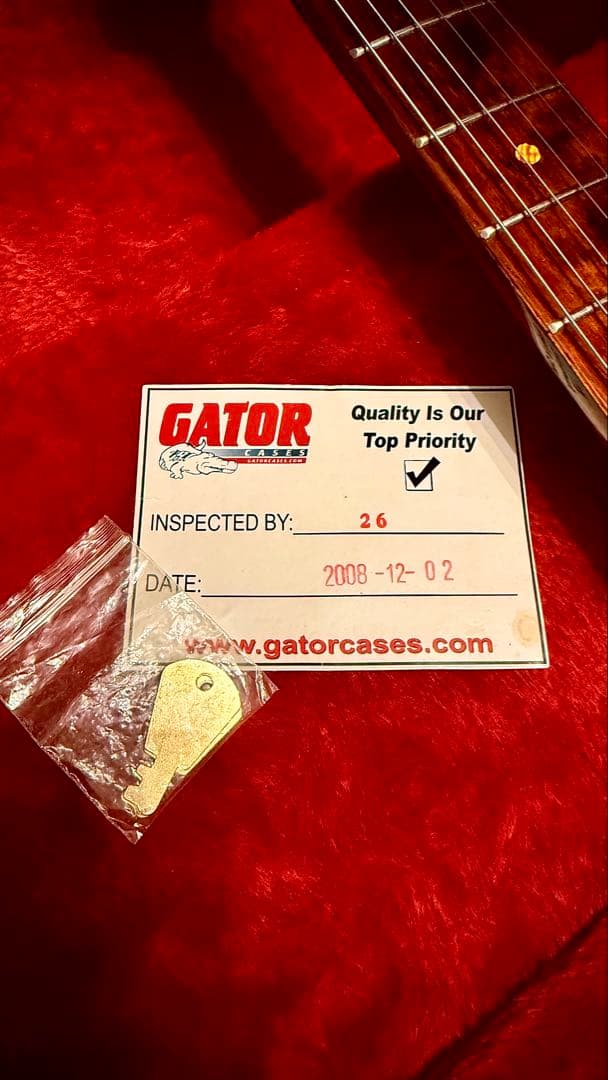 GATOR
CASES
GATORCASES.COM
Quality Is Our
Top Priority
INSPECTED BY: 26
DATE: 2008-12-02
www.gatorcases.com